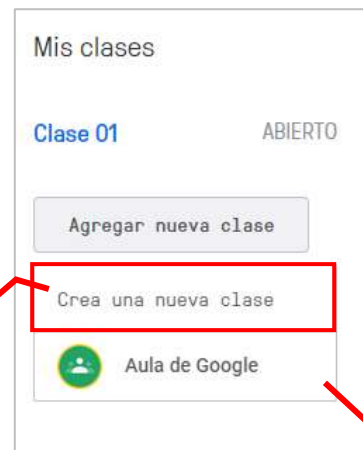 Mis clases
Clase 01 ABIERTO
Agregar nueva clase
Crea una nueva clase
Aula de Google